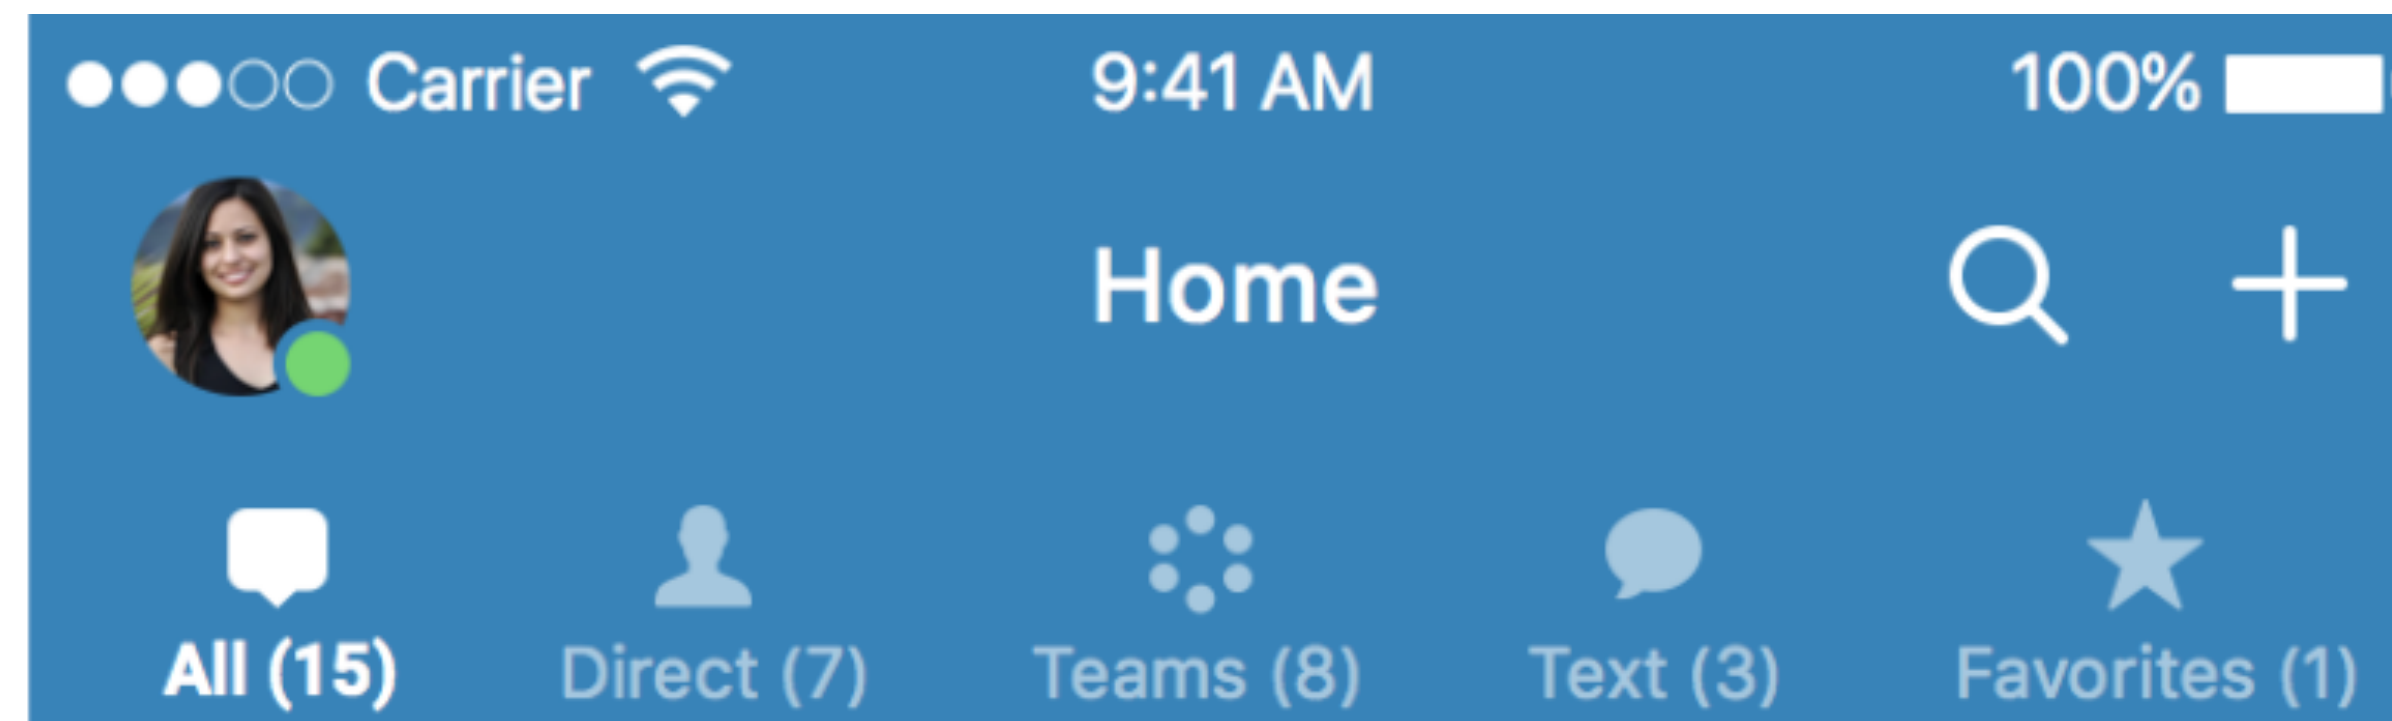 Carrier 9:41 AM 100%
Home
All (15) Direct (7) Teams (8) Text (3) Favorites (1)